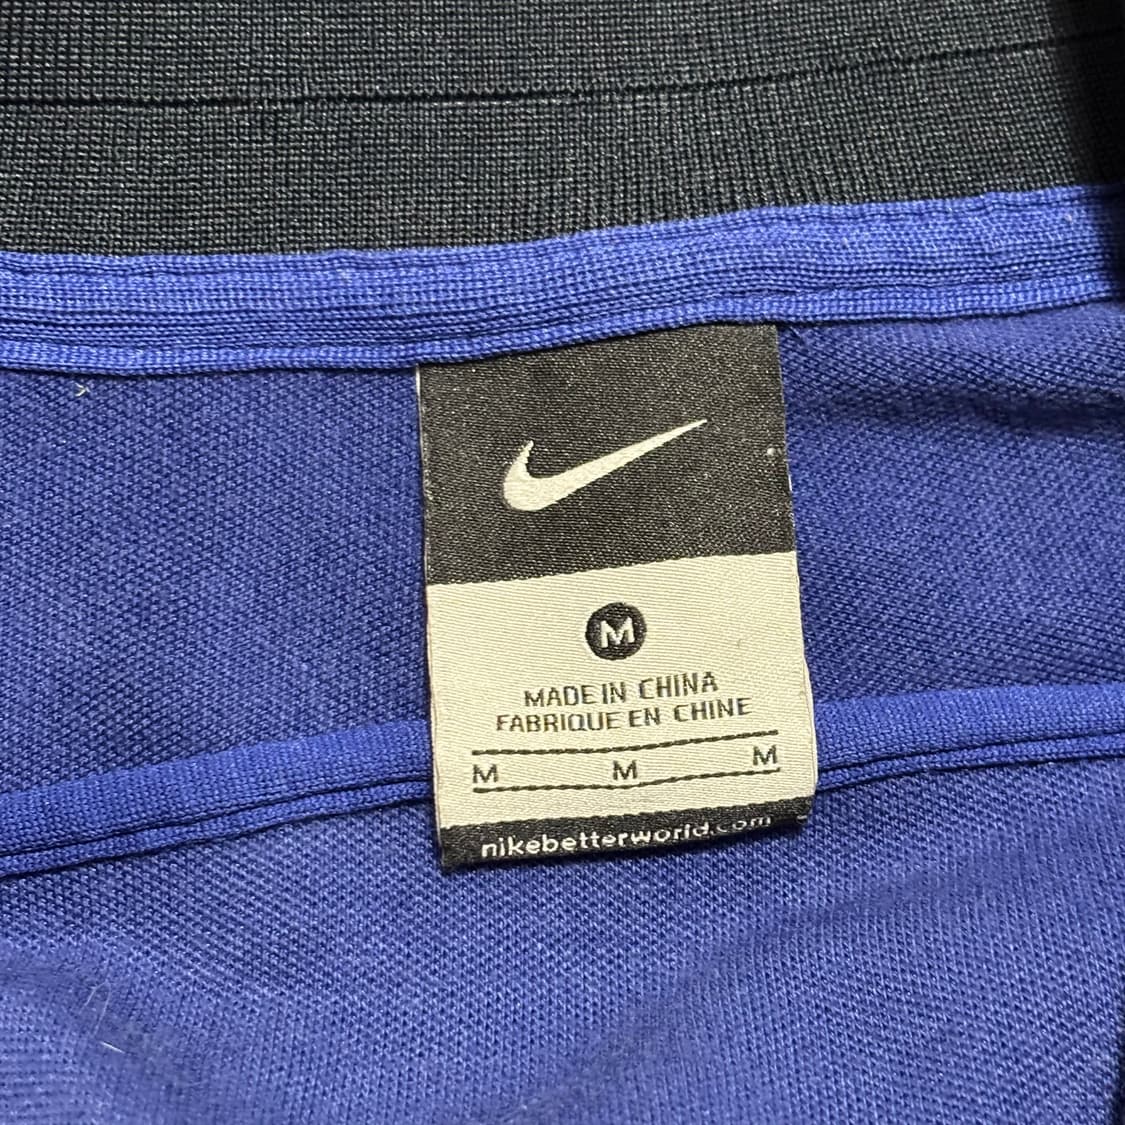 M
MADE IN CHINA
FABRIQUE EN CHINE
M M M
nikebetterworld.com